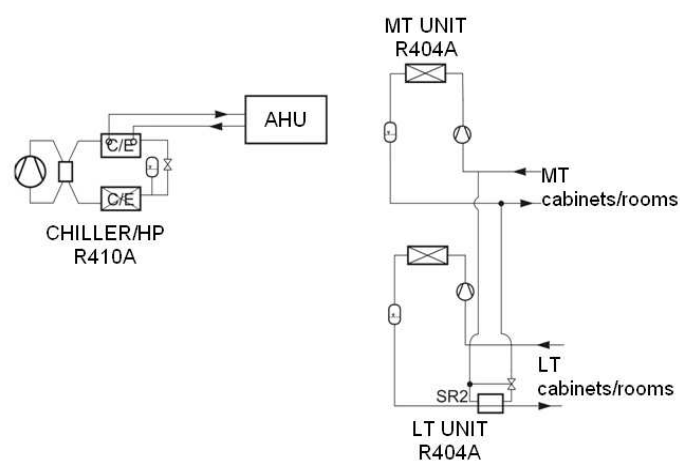 MT UNIT
R404A
AHU
C/E
C/E
CHILLER/HP
R410A
MT
cabinets/rooms
LT
cabinets/rooms
SR2
LT UNIT
R404A